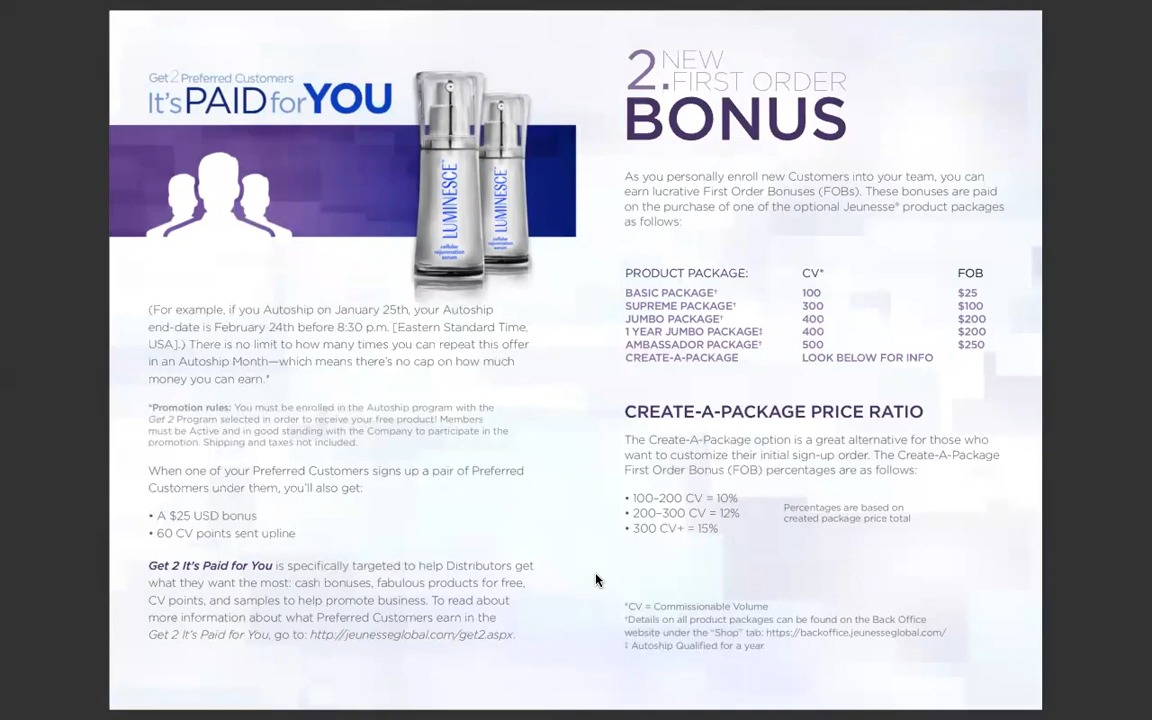 Get 2 Preferred Customers
It's PAID for YOU
LUMINESCE™
cellular
rejuvenation
serum
LUMINESCE™
cellular
rejuvenation
serum
(For example, if you Autoship on January 25th, your Autoship
end-date is February 24th before 8:30 p.m. [Eastern Standard Time,
USA].) There is no limit to how many times you can repeat this offer
in an Autoship Month—which means there's no cap on how much
money you can earn.*
*Promotion rules: You must be enrolled in the Autoship program with the
Get 2 Program selected in order to receive your free product! Members
must be Active and in good standing with the Company to participate in the
promotion. Shipping and taxes not included.
When one of your Preferred Customers signs up a pair of Preferred
Customers under them, you'll also get:
• A $25 USD bonus
• 60 CV points sent upline
Get 2 It's Paid for You is specifically targeted to help Distributors get
what they want the most: cash bonuses, fabulous products for free,
CV points, and samples to help promote business. To read about
more information about what Preferred Customers earn in the
Get 2 It's Paid for You, go to: http://jeunesseglobal.com/get2.aspx.
2. NEW
FIRST ORDER
BONUS
As you personally enroll new Customers into your team, you can
earn lucrative First Order Bonuses (FOBs). These bonuses are paid
on the purchase of one of the optional Jeunesse® product packages
as follows:
PRODUCT PACKAGE: CV* FOB
BASIC PACKAGE† 100 $25
SUPREME PACKAGE† 300 $100
JUMBO PACKAGE† 400 $200
1 YEAR JUMBO PACKAGE‡ 400 $200
AMBASSADOR PACKAGE† 500 $250
CREATE-A-PACKAGE LOOK BELOW FOR INFO
CREATE-A-PACKAGE PRICE RATIO
The Create-A-Package option is a great alternative for those who
want to customize their initial sign-up order. The Create-A-Package
First Order Bonus (FOB) percentages are as follows:
• 100–200 CV = 10%
• 200–300 CV = 12%
• 300 CV+ = 15%
Percentages are based on
created package price total
*CV = Commissionable Volume
†Details on all product packages can be found on the Back Office
website under the "Shop" tab: https://backoffice.jeunesseglobal.com/
‡ Autoship Qualified for a year